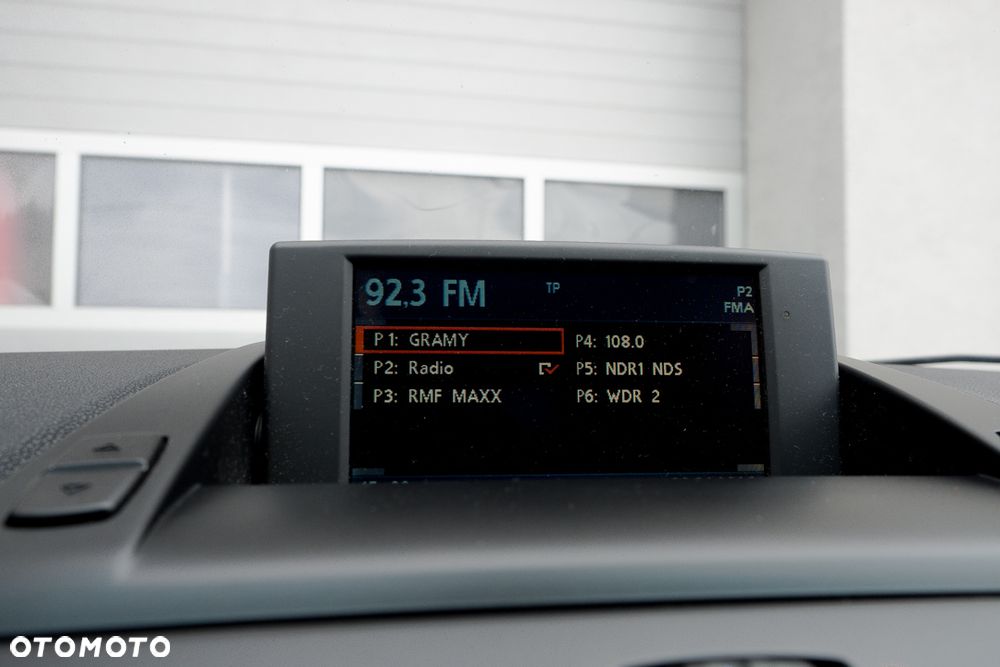 92,3 FM
TP
P2
FMA
P1: GRAMY
P4: 108.0
P2: Radio
P5: NDR1 NDS
P3: RMF MAXX
P6: WDR 2
OTOMOTO